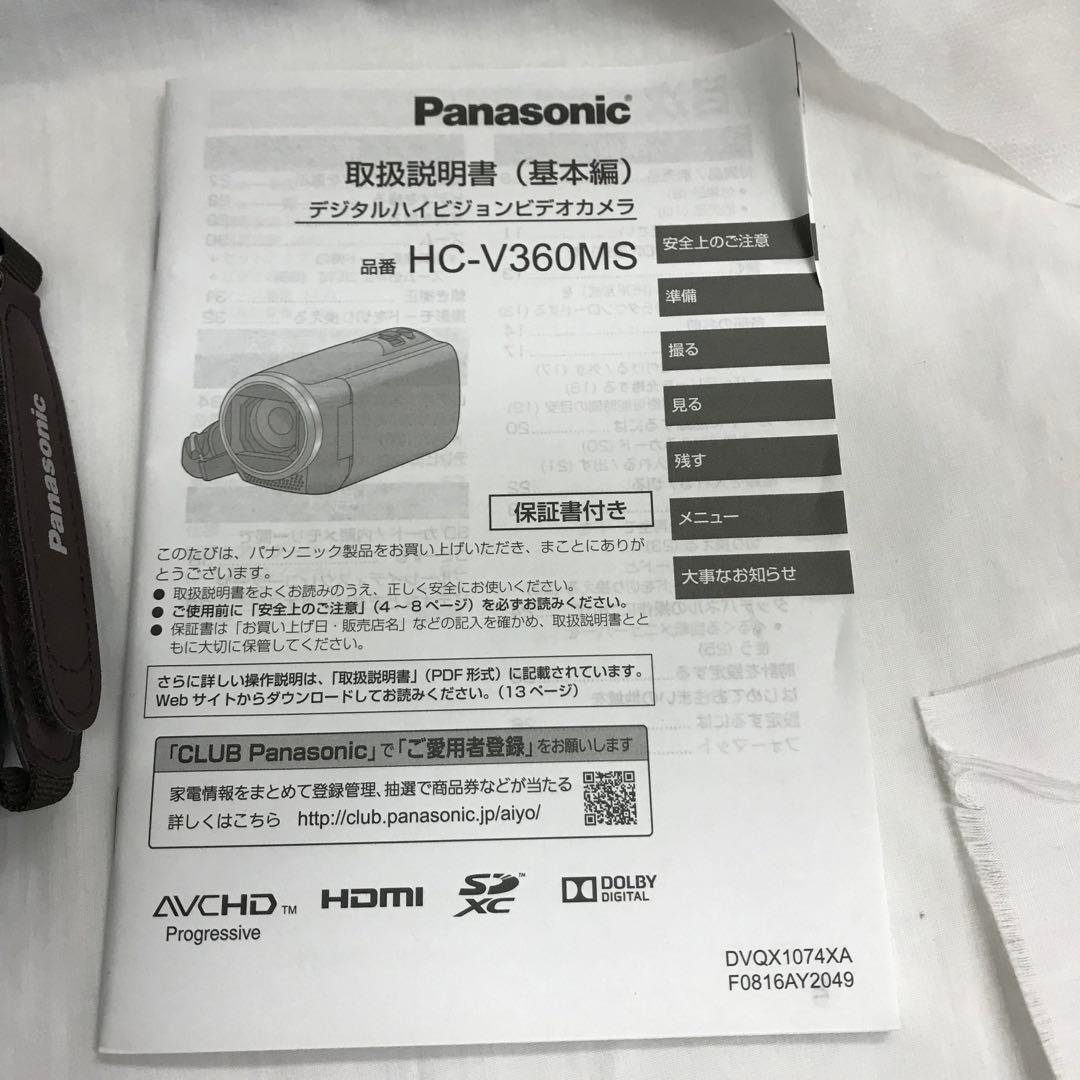 Panasonic
取扱説明書(基本編)
デジタルハイビジョンビデオカメラ
品番 HC-V360MS
安全上のご注意
準備
撮る
見る
残す
メニュー
大事なお知らせ
保証書付き
このたびは、パナソニック製品をお買い上げいただき、まことにありが
とうございます。
● 取扱説明書をよくお読みのうえ、正しく安全にお使いください。
● ご使用前に「安全上のご注意」(4~8ページ)を必ずお読みください。
● 保証書は「お買い上げ日・販売店名」などの記入を確かめ、取扱説明書とと
もに大切に保管してください。
さらに詳しい操作説明は、「取扱説明書」(PDF 形式)に記載されています。
Web サイトからダウンロードしてお読みください。(13ページ)
「CLUB Panasonic」で「ご愛用者登録」をお願いします
家電情報をまとめて登録管理、抽選で商品券などが当たる
詳しくはこちら http://club.panasonic.jp/aiyo/
AVCHD TM
Progressive
HDMI
SD TM
XC
DOLBY
DIGITAL
DVQX1074XA
F0816AY2049
Panasonic